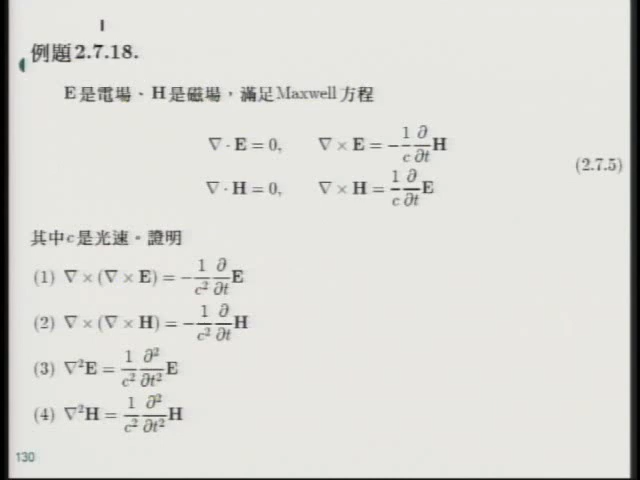 例題2.7.18.
E是電場、H是磁場，滿足Maxwell方程
∇ · E = 0, ∇ × E = −(1/c)(∂/∂t)H
(2.7.5)
∇ · H = 0, ∇ × H = (1/c)(∂/∂t)E
其中c是光速。證明
(1) ∇ × (∇ × E) = −(1/c²)(∂/∂t)E
(2) ∇ × (∇ × H) = −(1/c²)(∂/∂t)H
(3) ∇²E = (1/c²)(∂²/∂t²)E
(4) ∇²H = (1/c²)(∂²/∂t²)H
130